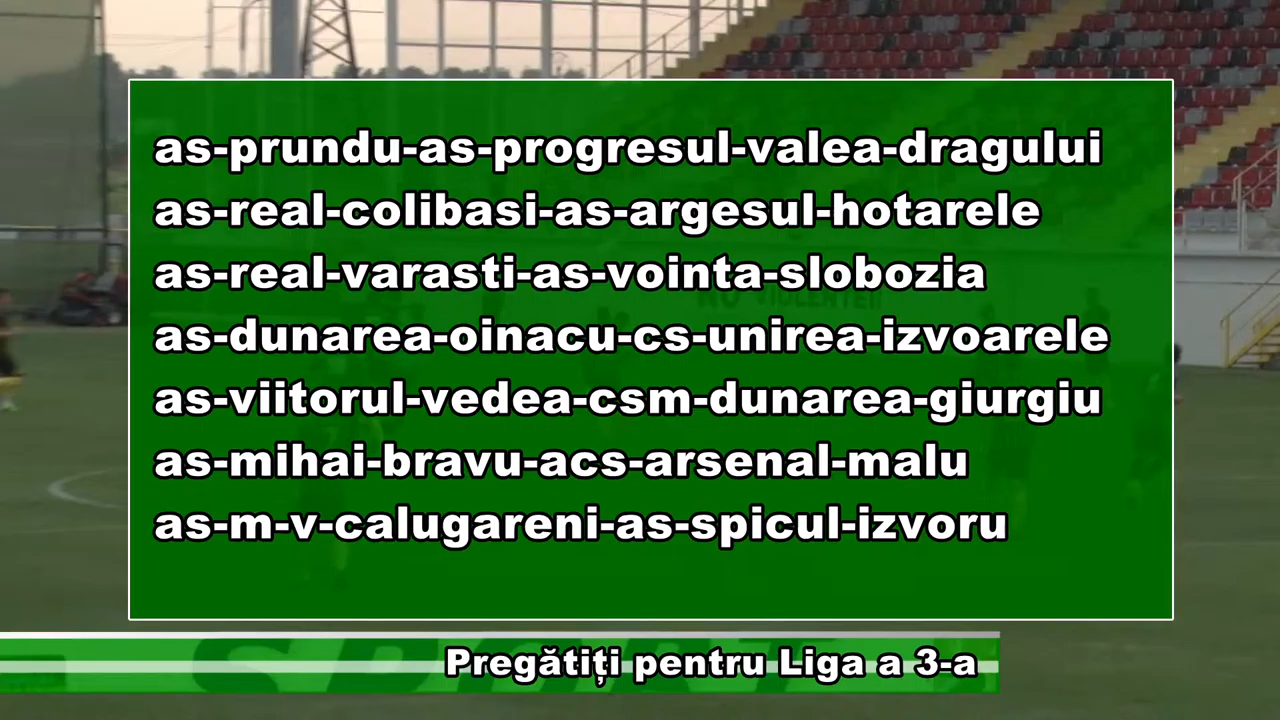 as-prundu-as-progresul-valea-dragului
as-real-colibasi-as-argesul-hotarele
as-real-varasti-as-vointa-slobozia
as-dunarea-oinacu-cs-unirea-izvoarele
as-viitorul-vedea-csm-dunarea-giurgiu
as-mihai-bravu-acs-arsenal-malu
as-m-v-calugareni-as-spicul-izvoru
SPORT
Pregătiți pentru Liga a 3-a